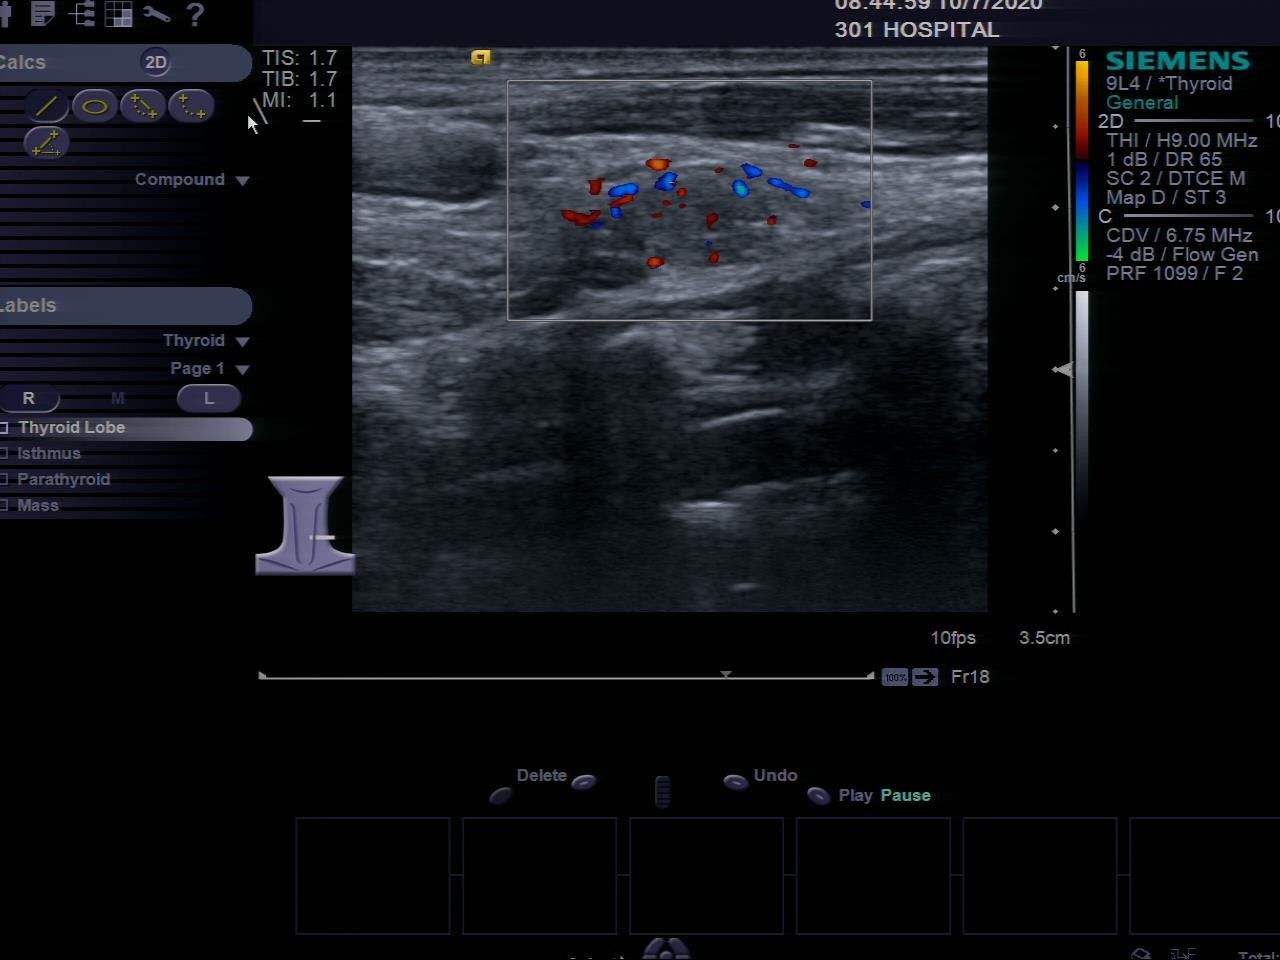 08:44:59 10/7/2020
301 HOSPITAL
Calcs
2D
TIS: 1.7
TIB: 1.7
MI: 1.1
Compound
Labels
Thyroid
Page 1
R M L
Thyroid Lobe
Isthmus
Parathyroid
Mass
6
6
cm/s
SIEMENS
9L4 / *Thyroid
General
2D 10
THI / H9.00 MHz
1 dB / DR 65
SC 2 / DTCE M
Map D / ST 3
C 10
CDV / 6.75 MHz
-4 dB / Flow Gen
PRF 1099 / F 2
10fps 3.5cm
100% Fr18
Delete Undo
Play Pause
Total: